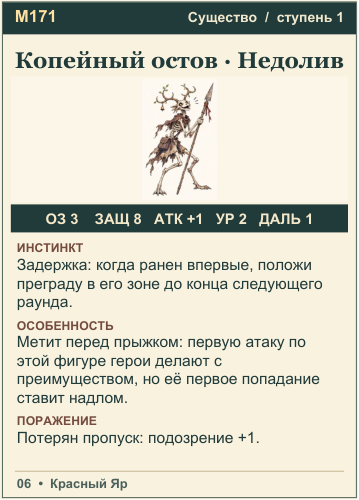 М171 Существо / ступень 1
Копейный остов · Недолив
ОЗ 3 ЗАЩ 8 АТК +1 УР 2 ДАЛЬ 1
ИНСТИНКТ
Задержка: когда ранен впервые, положи
преграду в его зоне до конца следующего
раунда.
ОСОБЕННОСТЬ
Метит перед прыжком: первую атаку по
этой фигуре герои делают с
преимуществом, но её первое попадание
ставит надлом.
ПОРАЖЕНИЕ
Потерян пропуск: подозрение +1.
06 • Красный Яр